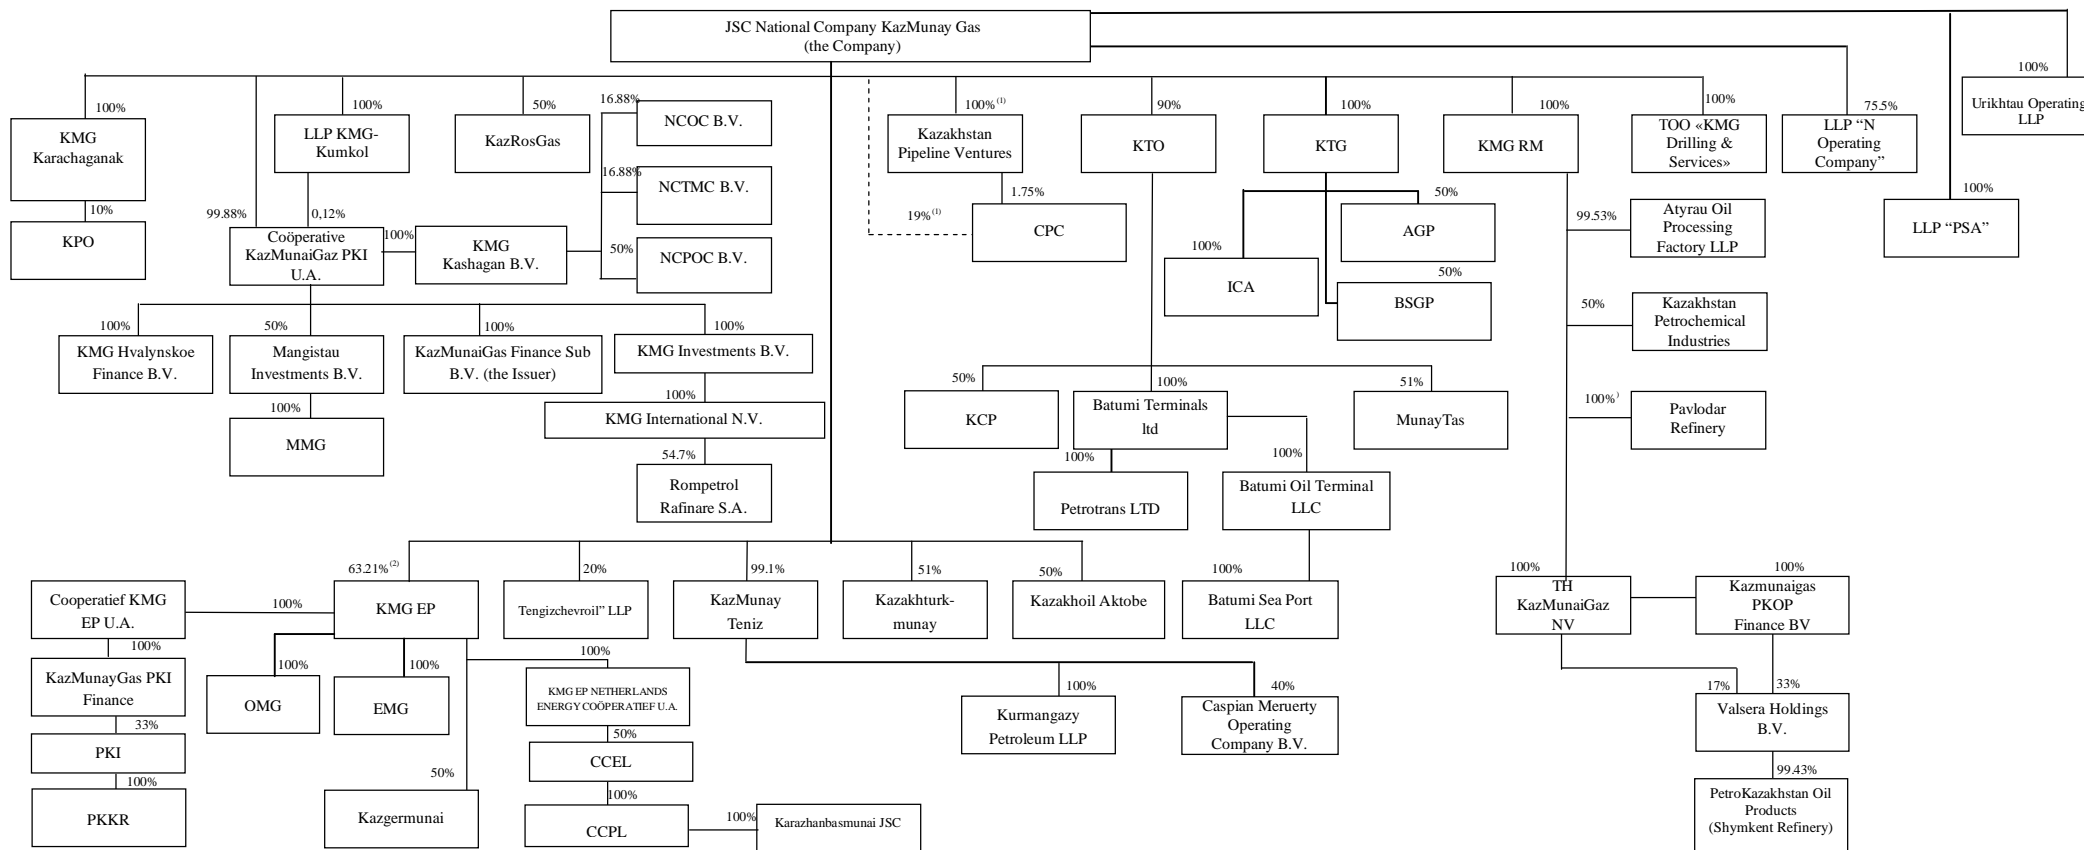 JSC National Company KazMunay Gas
(the Company)
100%
KMG
Karachaganak
10%
KPO
99.88%
100%
LLP KMG-
Kumkol
0,12%
Coöperative
KazMunaiGaz PKI
U.A.
50%
KazRosGas
100%
KMG
Kashagan B.V.
16.88%
NCOC B.V.
16.88%
NCTMC B.V.
50%
NCPOC B.V.
100%
KMG Hvalynskoe
Finance B.V.
50%
Mangistau
Investments B.V.
100%
MMG
100%
KazMunaiGas Finance Sub
B.V. (the Issuer)
100%
KMG Investments B.V.
100%
KMG International N.V.
54.7%
Rompetrol
Rafinare S.A.
100% (1)
Kazakhstan
Pipeline Ventures
1.75%
19% (1)
CPC
90%
KTO
100%
KTG
50%
AGP
100%
ICA
50%
BSGP
100%
KMG RM
100%
TOO «KMG
Drilling &
Services»
75.5%
LLP “N
Operating
Company”
100%
Urikhtau Operating
LLP
100%
LLP “PSA”
99.53%
Atyrau Oil
Processing
Factory LLP
50%
Kazakhstan
Petrochemical
Industries
100% )
Pavlodar
Refinery
50%
KCP
100%
Batumi Terminals
ltd
51%
MunayTas
100%
Petrotrans LTD
100%
Batumi Oil Terminal
LLC
100%
Batumi Sea Port
LLC
63.21% (2)
KMG EP
20%
Tengizchevroil” LLP
99.1%
KazMunay
Teniz
51%
Kazakhturk-
munay
50%
Kazakhoil Aktobe
100%
Cooperatief KMG
EP U.A.
100%
KazMunayGas PKI
Finance
33%
PKI
100%
PKKR
100%
OMG
100%
EMG
50%
Kazgermunai
100%
KMG EP NETHERLANDS
ENERGY COÖPERATIEF U.A.
50%
CCEL
100%
CCPL
100%
Karazhanbasmunai JSC
100%
Kurmangazy
Petroleum LLP
40%
Caspian Meruerty
Operating
Company B.V.
100%
TH
KazMunaiGaz
NV
100%
Kazmunaigas
PKOP
Finance BV
17%
33%
Valsera Holdings
B.V.
99.43%
PetroKazakhstan Oil
Products
(Shymkent Refinery)